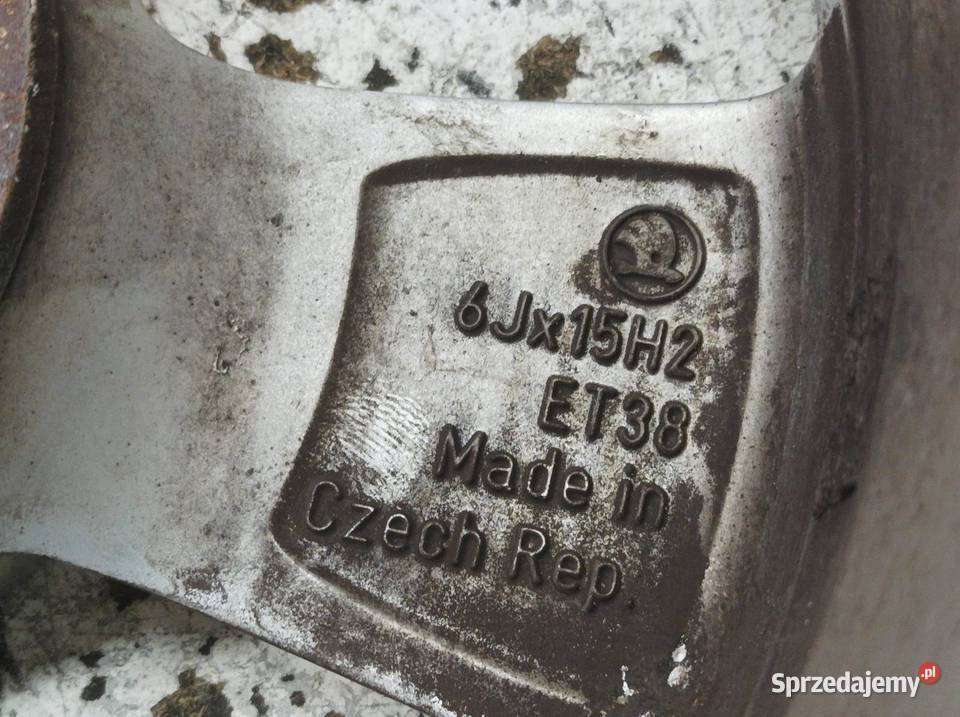 6Jx15H2
ET38
Made in
Czech Rep.
Sprzedajemy.pl